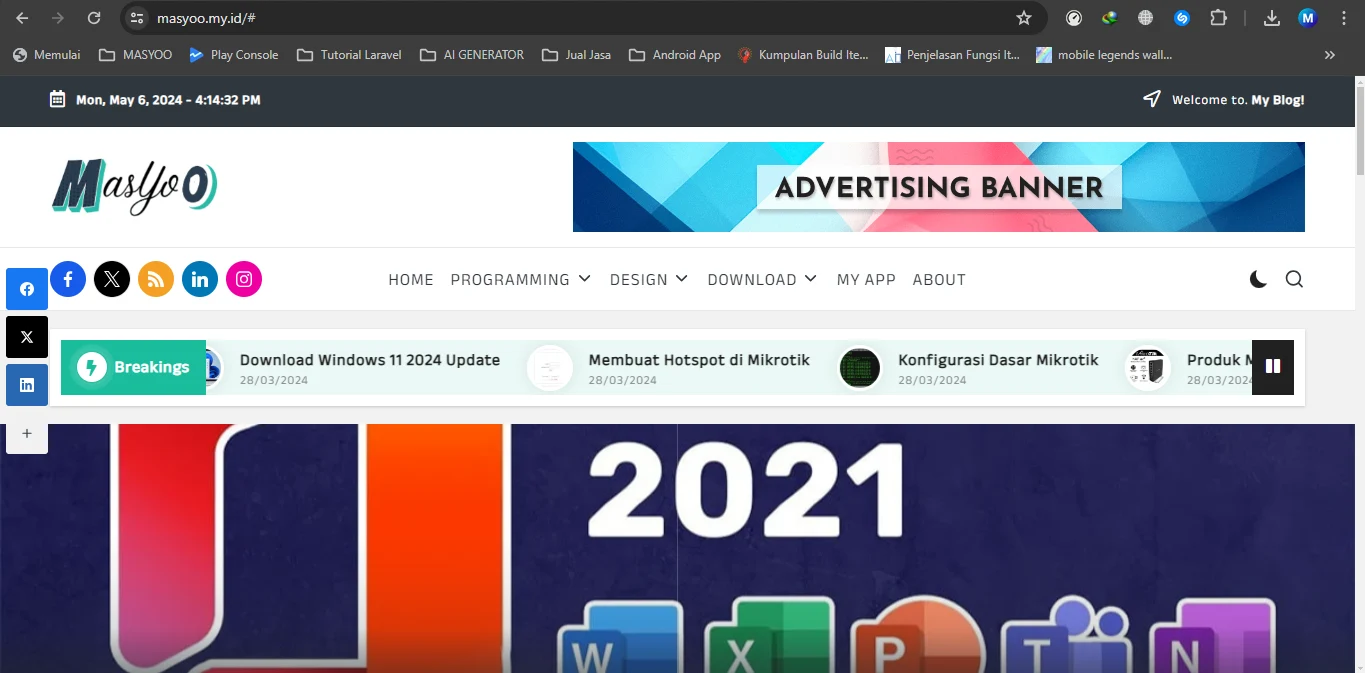 masyoo.my.id/#
M
Memulai MASYOO Play Console Tutorial Laravel AI GENERATOR Jual Jasa Android App Kumpulan Build Ite... Penjelasan Fungsi It... mobile legends wall...
Mon, May 6, 2024 - 4:14:32 PM Welcome to. My Blog!
MasYoO
ADVERTISING BANNER
HOME PROGRAMMING DESIGN DOWNLOAD MY APP ABOUT
Breakings
Download Windows 11 2024 Update
28/03/2024
Membuat Hotspot di Mikrotik
28/03/2024
Konfigurasi Dasar Mikrotik
28/03/2024
Produk M
28/03/2024
2021
W X P T N